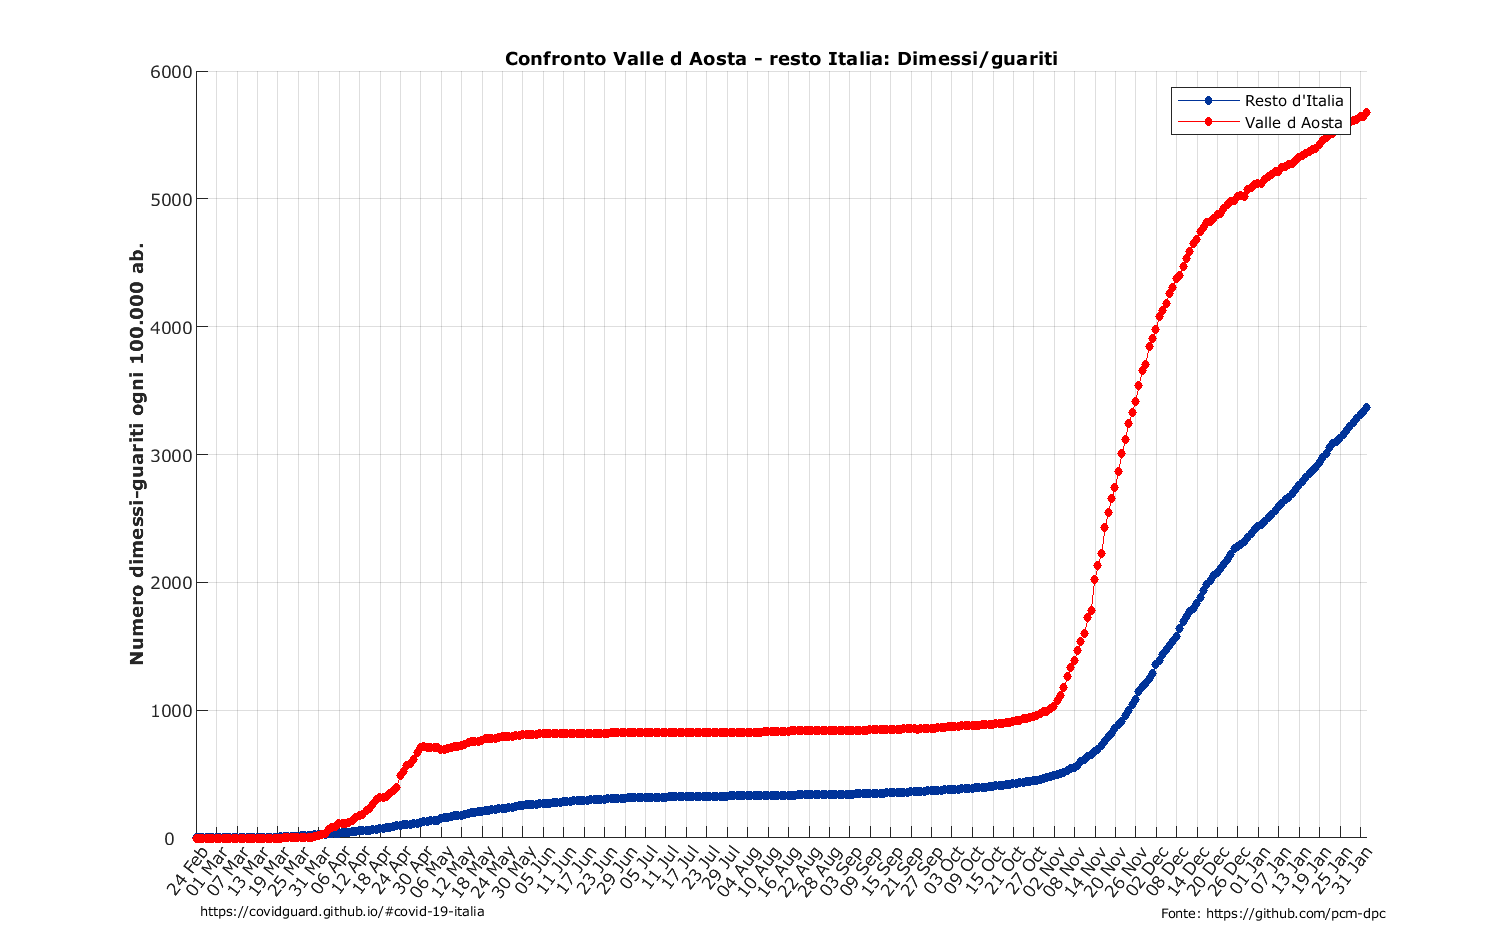 Confronto Valle d Aosta - resto Italia: Dimessi/guariti
Resto d'Italia
Valle d Aosta
Numero dimessi-guariti ogni 100.000 ab.
6000
5000
4000
3000
2000
1000
0
24 Feb
01 Mar
07 Mar
13 Mar
19 Mar
25 Mar
31 Mar
06 Apr
12 Apr
18 Apr
24 Apr
30 Apr
06 May
12 May
18 May
24 May
30 May
05 Jun
11 Jun
17 Jun
23 Jun
29 Jul
05 Jul
11 Jul
17 Jul
23 Jul
29 Jul
04 Aug
10 Aug
16 Aug
22 Aug
28 Aug
03 Sep
09 Sep
15 Sep
21 Sep
27 Sep
03 Oct
09 Oct
15 Oct
21 Oct
27 Oct
02 Nov
08 Nov
14 Nov
20 Nov
26 Nov
02 Dec
08 Dec
14 Dec
20 Dec
26 Dec
01 Jan
07 Jan
13 Jan
19 Jan
25 Jan
31 Jan
https://covidguard.github.io/#covid-19-italia
Fonte: https://github.com/pcm-dpc